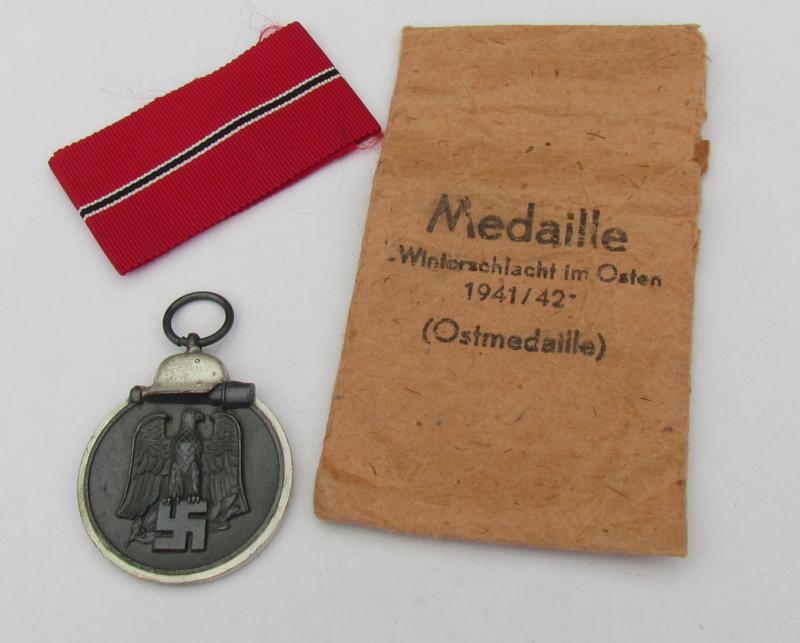 Medaille
-Winterschlacht im Osten
1941/42-
(Ostmedaille)